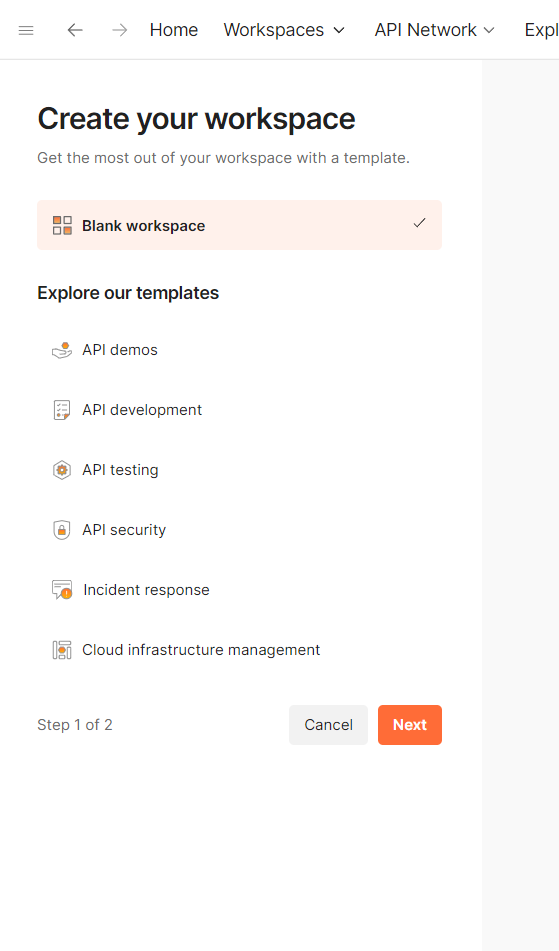 Home Workspaces API Network Expl
Create your workspace
Get the most out of your workspace with a template.
Blank workspace
Explore our templates
API demos
API development
API testing
API security
Incident response
Cloud infrastructure management
Step 1 of 2 Cancel Next